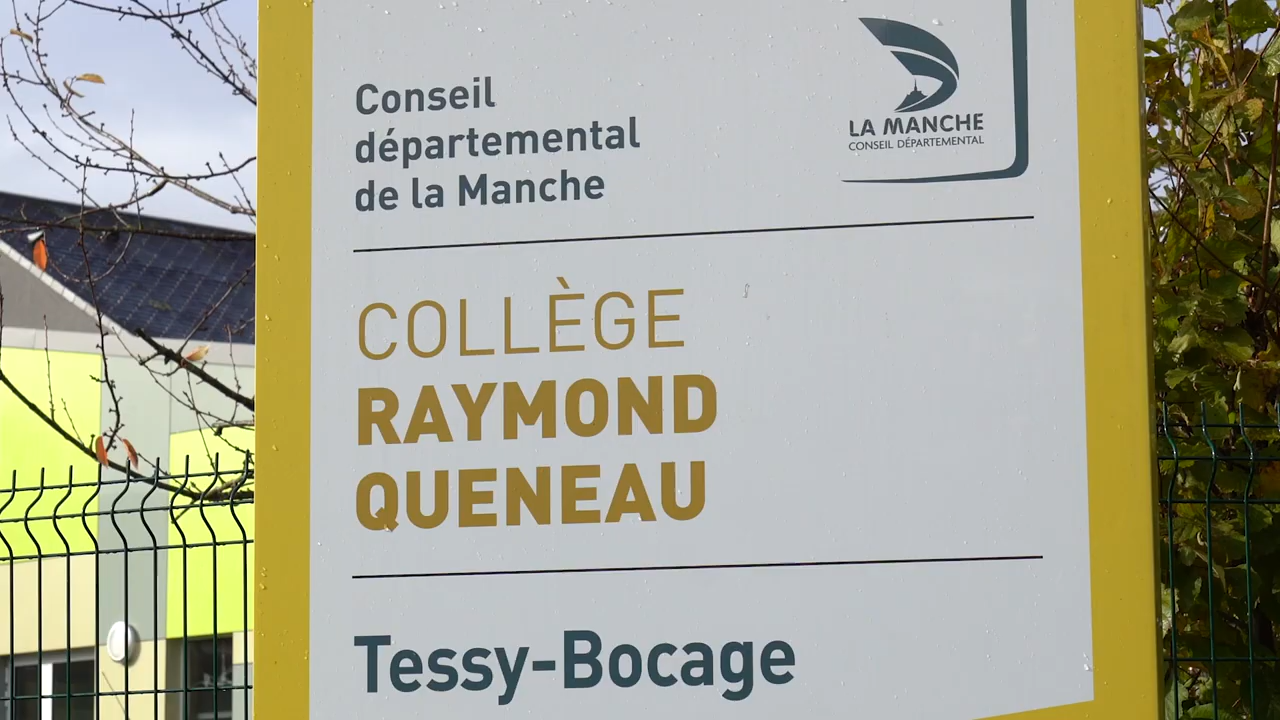 Conseil
départemental
de la Manche
LA MANCHE
CONSEIL DÉPARTEMENTAL
COLLÈGE
RAYMOND
QUENEAU
Tessy-Bocage